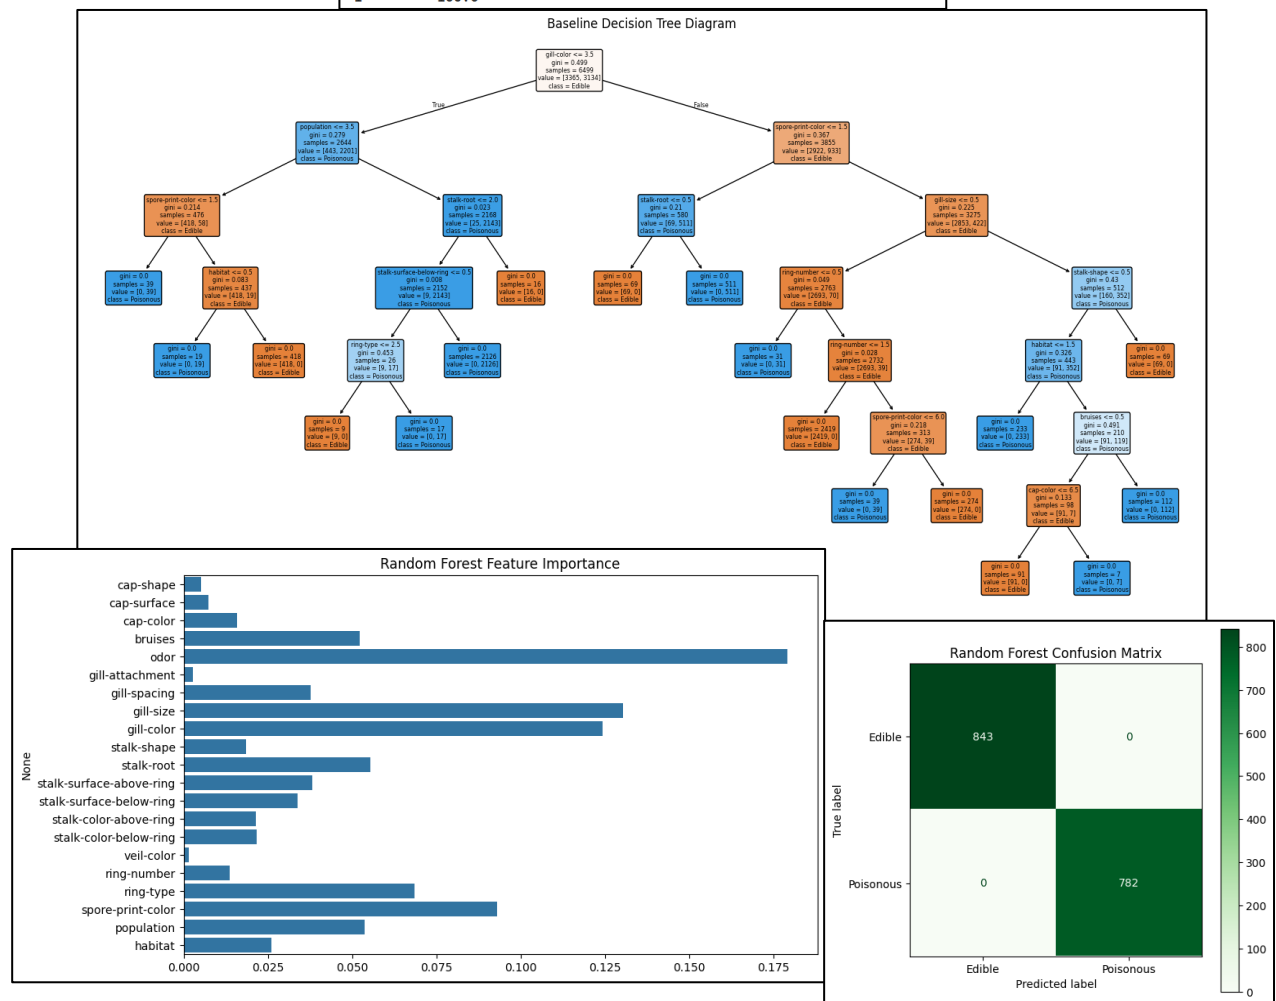 Baseline Decision Tree Diagram
gill-color <= 3.5
gini = 0.499
samples = 6499
value = [3365, 3134]
class = Edible
True
False
population <= 3.5
gini = 0.279
samples = 2644
value = [443, 2201]
class = Poisonous
spore-print-color <= 1.5
gini = 0.367
samples = 3855
value = [2922, 933]
class = Edible
spore-print-color <= 1.5
gini = 0.214
samples = 476
value = [418, 58]
class = Edible
stalk-root <= 2.0
gini = 0.023
samples = 2168
value = [25, 2143]
class = Poisonous
stalk-root <= 0.5
gini = 0.21
samples = 580
value = [69, 511]
class = Poisonous
gill-size <= 0.5
gini = 0.225
samples = 3275
value = [2853, 422]
class = Edible
gini = 0.0
samples = 39
value = [0, 39]
class = Poisonous
habitat <= 0.5
gini = 0.083
samples = 437
value = [418, 19]
class = Edible
stalk-surface-below-ring <= 0.5
gini = 0.008
samples = 2152
value = [9, 2143]
class = Poisonous
gini = 0.0
samples = 16
value = [16, 0]
class = Edible
gini = 0.0
samples = 69
value = [69, 0]
class = Edible
gini = 0.0
samples = 511
value = [0, 511]
class = Poisonous
ring-number <= 0.5
gini = 0.049
samples = 2763
value = [2693, 70]
class = Edible
stalk-shape <= 0.5
gini = 0.43
samples = 512
value = [160, 352]
class = Poisonous
gini = 0.0
samples = 19
value = [0, 19]
class = Poisonous
gini = 0.0
samples = 418
value = [418, 0]
class = Edible
ring-type <= 2.5
gini = 0.453
samples = 26
value = [9, 17]
class = Poisonous
gini = 0.0
samples = 2126
value = [0, 2126]
class = Poisonous
gini = 0.0
samples = 31
value = [0, 31]
class = Poisonous
ring-number <= 1.5
gini = 0.028
samples = 2732
value = [2693, 39]
class = Edible
habitat <= 1.5
gini = 0.326
samples = 443
value = [91, 352]
class = Poisonous
gini = 0.0
samples = 69
value = [69, 0]
class = Edible
gini = 0.0
samples = 9
value = [9, 0]
class = Edible
gini = 0.0
samples = 17
value = [0, 17]
class = Poisonous
gini = 0.0
samples = 2419
value = [2419, 0]
class = Edible
spore-print-color <= 6.0
gini = 0.218
samples = 313
value = [274, 39]
class = Edible
gini = 0.0
samples = 233
value = [0, 233]
class = Poisonous
bruises <= 0.5
gini = 0.491
samples = 210
value = [91, 119]
class = Poisonous
gini = 0.0
samples = 39
value = [0, 39]
class = Poisonous
gini = 0.0
samples = 274
value = [274, 0]
class = Edible
cap-color <= 6.5
gini = 0.133
samples = 98
value = [91, 7]
class = Edible
gini = 0.0
samples = 112
value = [0, 112]
class = Poisonous
gini = 0.0
samples = 91
value = [91, 0]
class = Edible
gini = 0.0
samples = 7
value = [0, 7]
class = Poisonous
Random Forest Feature Importance
None
cap-shape
cap-surface
cap-color
bruises
odor
gill-attachment
gill-spacing
gill-size
gill-color
stalk-shape
stalk-root
stalk-surface-above-ring
stalk-surface-below-ring
stalk-color-above-ring
stalk-color-below-ring
veil-color
ring-number
ring-type
spore-print-color
population
habitat
0.000 0.025 0.050 0.075 0.100 0.125 0.150 0.175
Random Forest Confusion Matrix
True label
Edible 843 0
Poisonous 0 782
Edible Poisonous
Predicted label
800
700
600
500
400
300
200
100
0